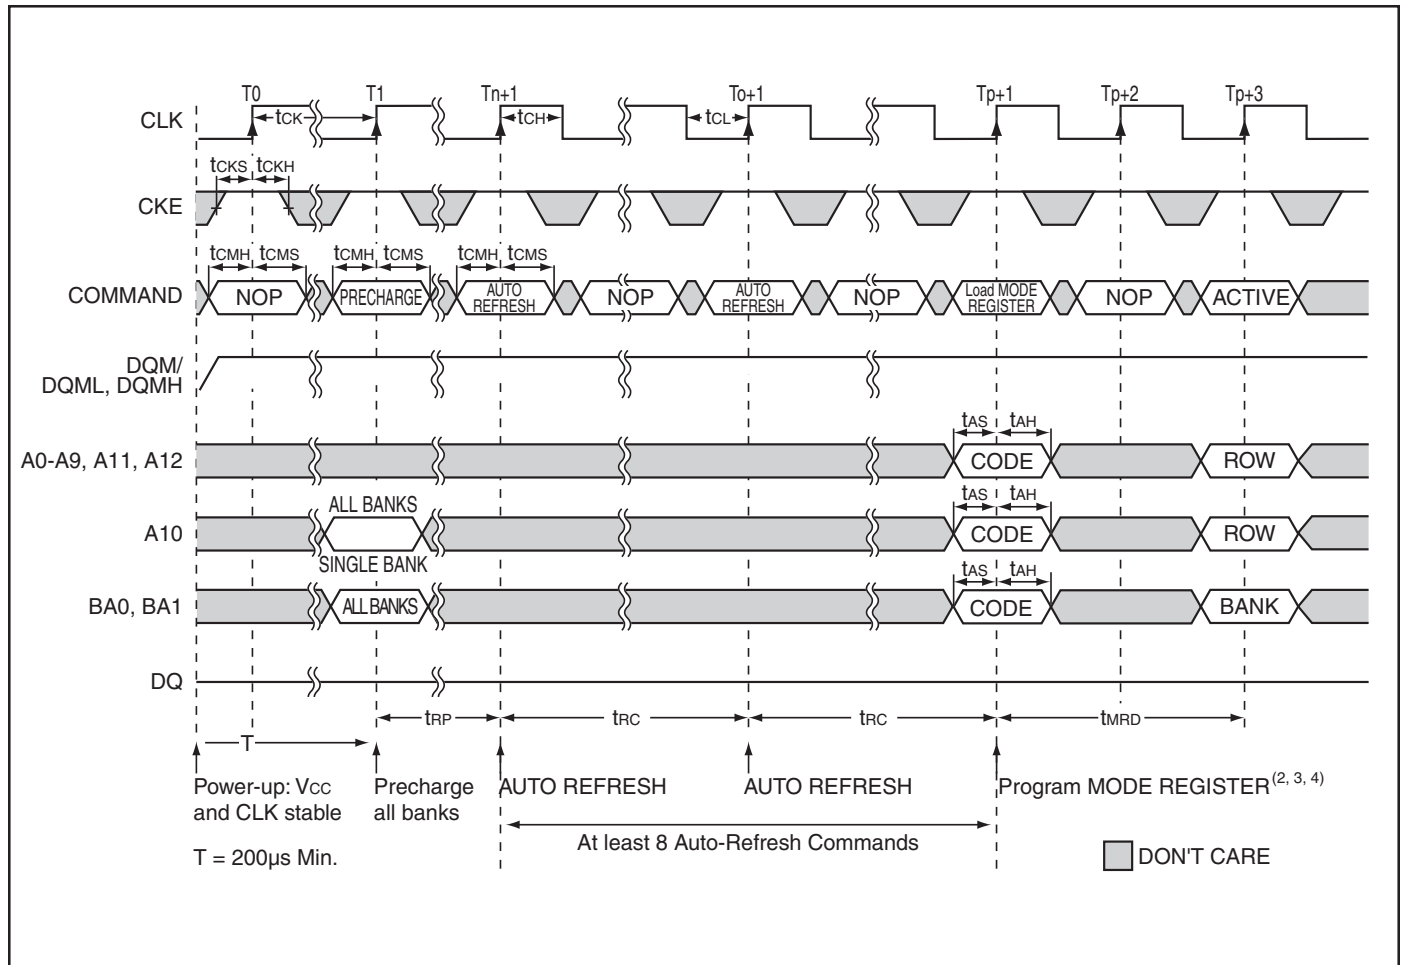 T0 T1 Tn+1 To+1 Tp+1 Tp+2 Tp+3
CLK tCK tCH tCL
tCKS tCKH
CKE
tCMH tCMS tCMH tCMS tCMH tCMS
COMMAND NOP PRECHARGE AUTO REFRESH NOP AUTO REFRESH NOP Load MODE REGISTER NOP ACTIVE
DQM/
DQML, DQMH
tAS tAH
A0-A9, A11, A12 CODE ROW
ALL BANKS tAS tAH
A10 CODE ROW
SINGLE BANK tAS tAH
BA0, BA1 ALL BANKS CODE BANK
DQ
tRP tRC tRC tMRD
T
Power-up: VCC Precharge AUTO REFRESH AUTO REFRESH Program MODE REGISTER(2, 3, 4)
and CLK stable all banks
At least 8 Auto-Refresh Commands
T = 200µs Min. DON'T CARE